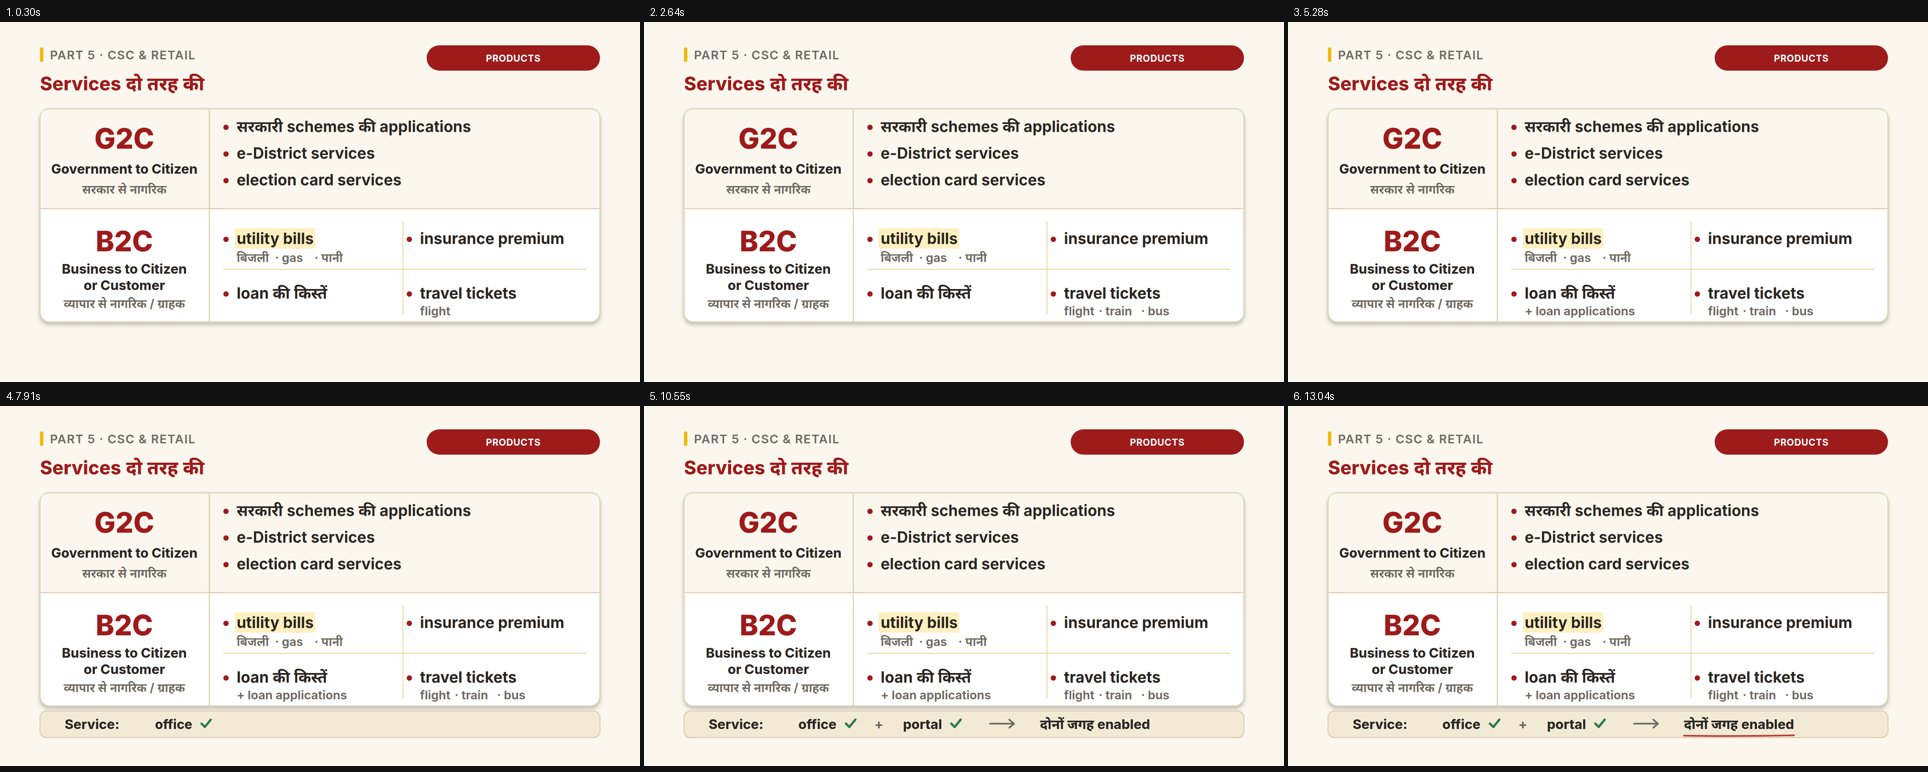 1. 0.30s
PART 5 · CSC & RETAIL
PRODUCTS
Services दो तरह की
G2C
Government to Citizen
सरकार से नागरिक
• सरकारी schemes की applications
• e-District services
• election card services
B2C
Business to Citizen
or Customer
व्यापार से नागरिक / ग्राहक
• utility bills
बिजली · gas · पानी
• insurance premium
• loan की किस्तें
• travel tickets
flight
2. 2.64s
PART 5 · CSC & RETAIL
PRODUCTS
Services दो तरह की
G2C
Government to Citizen
सरकार से नागरिक
• सरकारी schemes की applications
• e-District services
• election card services
B2C
Business to Citizen
or Customer
व्यापार से नागरिक / ग्राहक
• utility bills
बिजली · gas · पानी
• insurance premium
• loan की किस्तें
• travel tickets
flight · train · bus
3. 5.28s
PART 5 · CSC & RETAIL
PRODUCTS
Services दो तरह की
G2C
Government to Citizen
सरकार से नागरिक
• सरकारी schemes की applications
• e-District services
• election card services
B2C
Business to Citizen
or Customer
व्यापार से नागरिक / ग्राहक
• utility bills
बिजली · gas · पानी
• insurance premium
• loan की किस्तें
+ loan applications
• travel tickets
flight · train · bus
4. 7.91s
PART 5 · CSC & RETAIL
PRODUCTS
Services दो तरह की
G2C
Government to Citizen
सरकार से नागरिक
• सरकारी schemes की applications
• e-District services
• election card services
B2C
Business to Citizen
or Customer
व्यापार से नागरिक / ग्राहक
• utility bills
बिजली · gas · पानी
• insurance premium
• loan की किस्तें
+ loan applications
• travel tickets
flight · train · bus
Service: office ✓
5. 10.55s
PART 5 · CSC & RETAIL
PRODUCTS
Services दो तरह की
G2C
Government to Citizen
सरकार से नागरिक
• सरकारी schemes की applications
• e-District services
• election card services
B2C
Business to Citizen
or Customer
व्यापार से नागरिक / ग्राहक
• utility bills
बिजली · gas · पानी
• insurance premium
• loan की किस्तें
+ loan applications
• travel tickets
flight · train · bus
Service: office ✓ + portal ✓ → दोनों जगह enabled
6. 13.04s
PART 5 · CSC & RETAIL
PRODUCTS
Services दो तरह की
G2C
Government to Citizen
सरकार से नागरिक
• सरकारी schemes की applications
• e-District services
• election card services
B2C
Business to Citizen
or Customer
व्यापार से नागरिक / ग्राहक
• utility bills
बिजली · gas · पानी
• insurance premium
• loan की किस्तें
+ loan applications
• travel tickets
flight · train · bus
Service: office ✓ + portal ✓ → दोनों जगह enabled